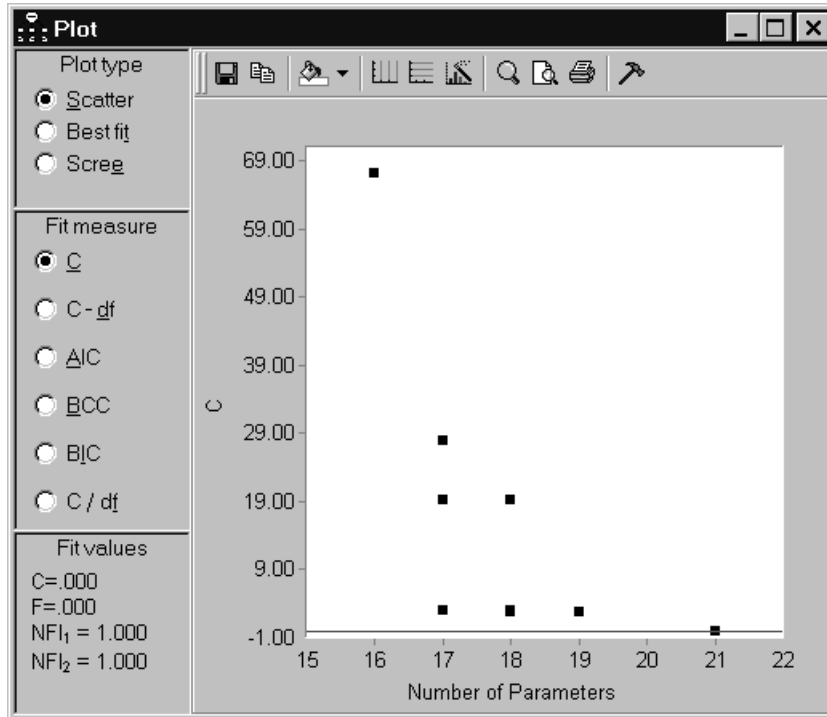 Plot
Plot type
Scatter
Best fit
Scree
Fit measure
C
C - df
AIC
BCC
BIC
C / df
Fit values
C=.000
F=.000
NFI₁ = 1.000
NFI₂ = 1.000
69.00
59.00
49.00
39.00
29.00
19.00
9.00
-1.00
C
15 16 17 18 19 20 21 22
Number of Parameters